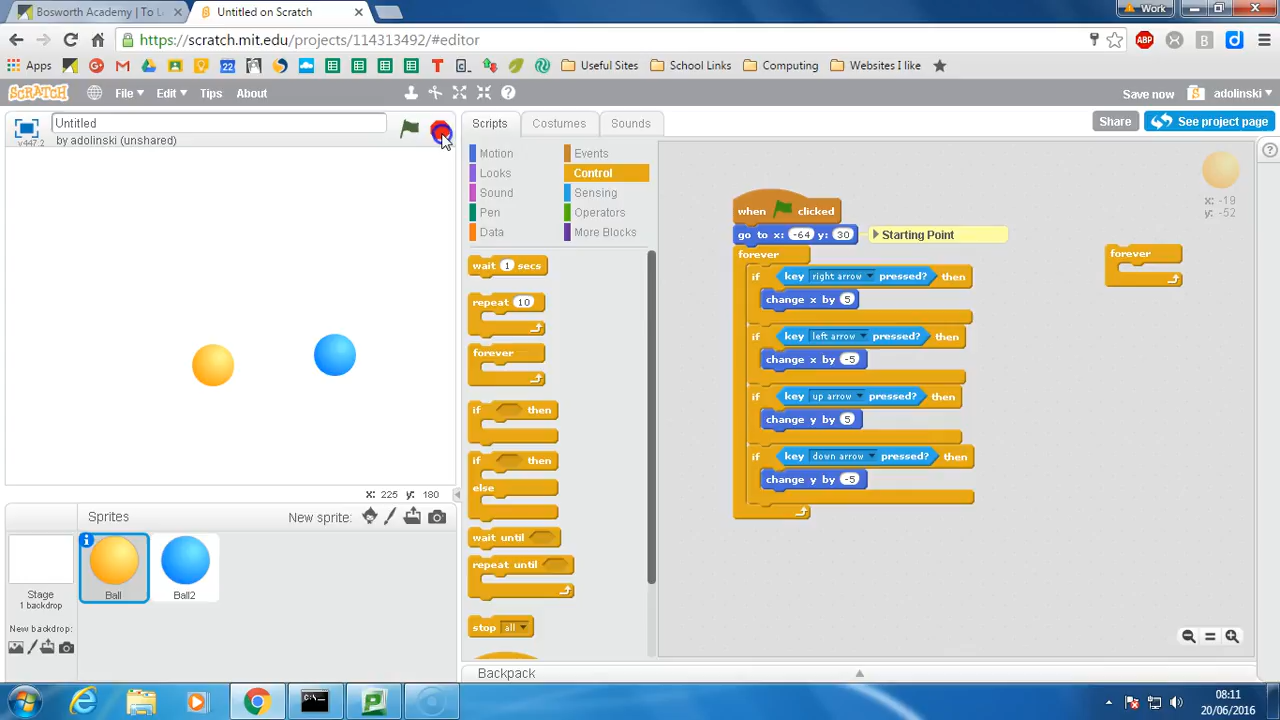 Bosworth Academy | To L
Untitled on Scratch
Work
https://scratch.mit.edu/projects/114313492/#editor
ABP
B
d
Apps
M
22
T
Useful Sites
School Links
Computing
Websites I like
SCRATCH
File
Edit
Tips
About
Save now
adolinski
Untitled
by adolinski (unshared)
v447.2
Scripts
Costumes
Sounds
Share
See project page
Motion
Looks
Sound
Pen
Data
Events
Control
Sensing
Operators
More Blocks
wait 1 secs
repeat 10
forever
if then
if then
else
wait until
repeat until
stop all
when clicked
go to x: -64 y: 30
Starting Point
forever
if key right arrow pressed? then
change x by 5
if key left arrow pressed? then
change x by -5
if key up arrow pressed? then
change y by 5
if key down arrow pressed? then
change y by -5
forever
x: -19
y: -52
x: 225 y: 180
Sprites
New sprite:
Stage
1 backdrop
New backdrop:
Ball
Ball2
Backpack
08:11
20/06/2016